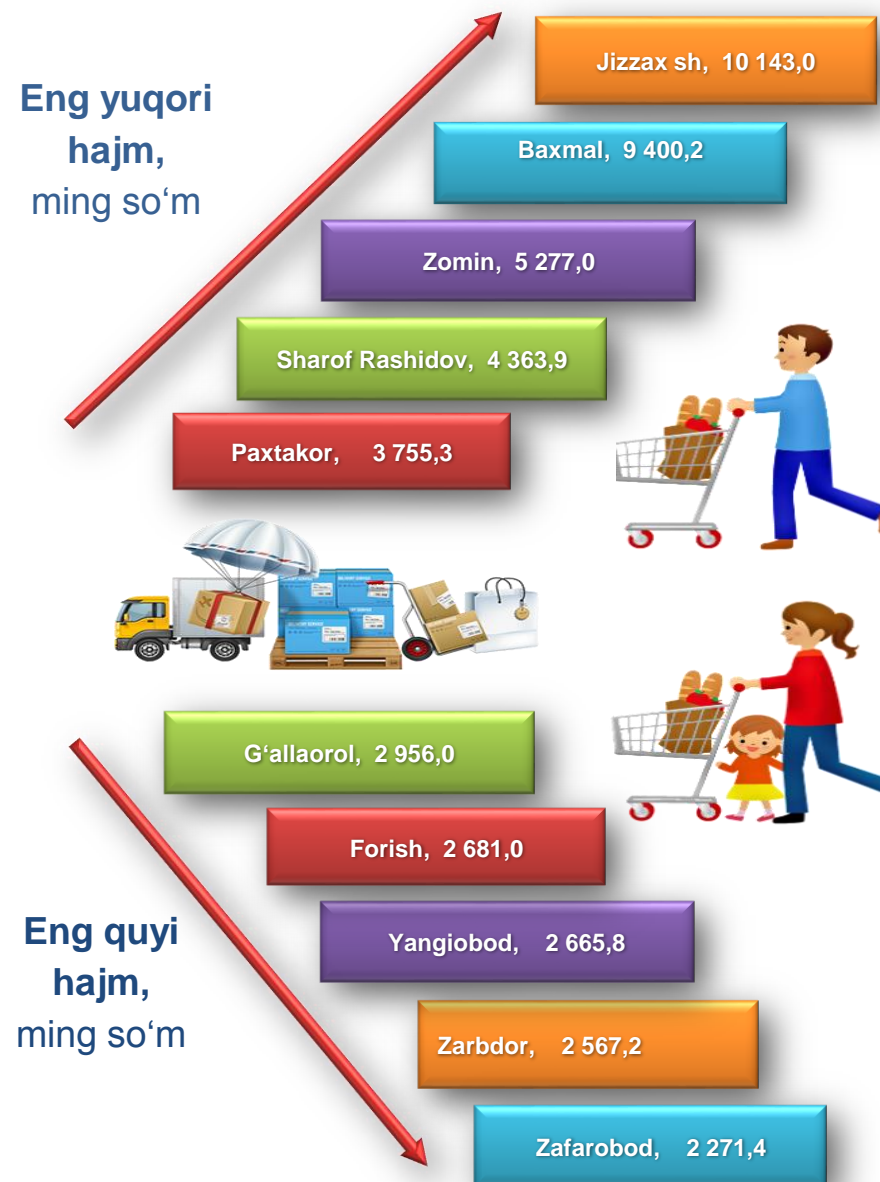 Eng yuqori
hajm,
ming so‘m
Jizzax sh, 10 143,0
Baxmal, 9 400,2
Zomin, 5 277,0
Sharof Rashidov, 4 363,9
Paxtakor, 3 755,3
G‘allaorol, 2 956,0
Forish, 2 681,0
Yangiobod, 2 665,8
Zarbdor, 2 567,2
Zafarobod, 2 271,4
Eng quyi
hajm,
ming so‘m